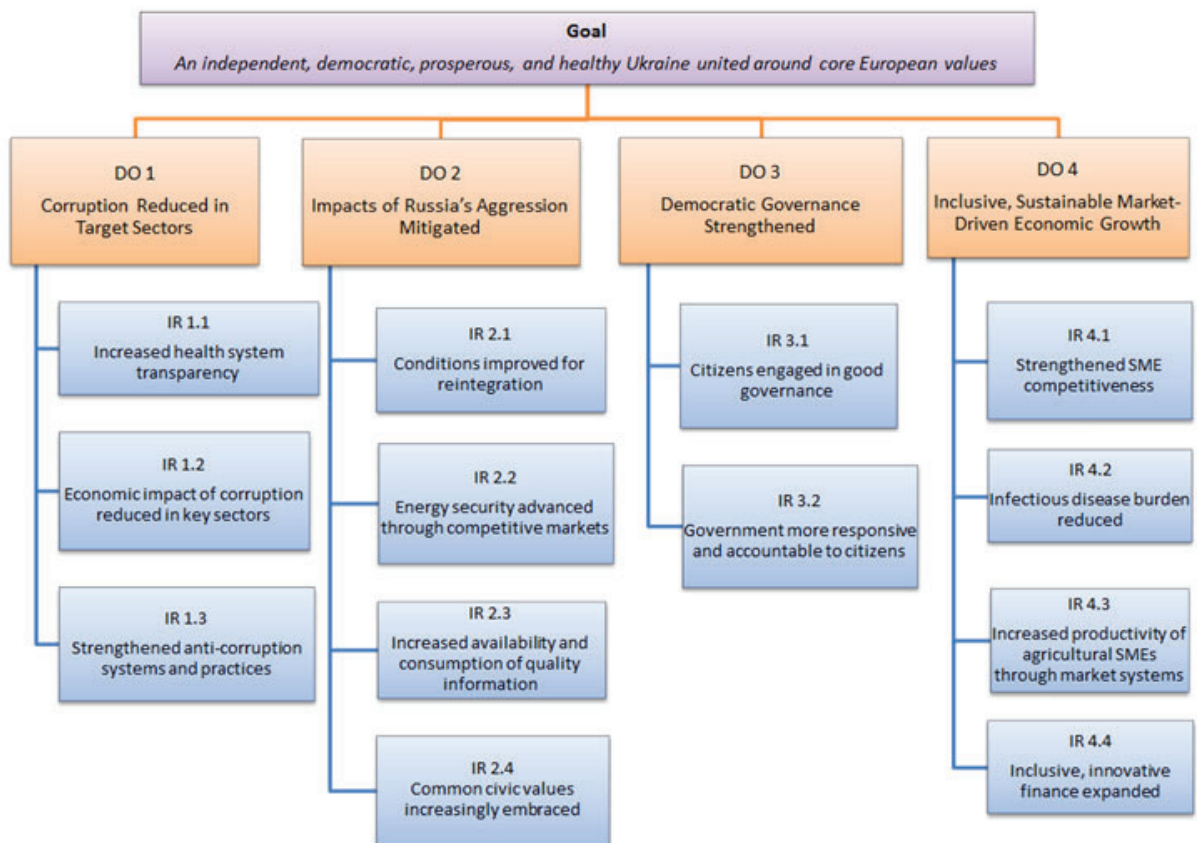 Goal
An independent, democratic, prosperous, and healthy Ukraine united around core European values
DO 1
Corruption Reduced in
Target Sectors
IR 1.1
Increased health system
transparency
IR 1.2
Economic impact of corruption
reduced in key sectors
IR 1.3
Strengthened anti-corruption
systems and practices
DO 2
Impacts of Russia's Aggression
Mitigated
IR 2.1
Conditions improved for
reintegration
IR 2.2
Energy security advanced
through competitive markets
IR 2.3
Increased availability and
consumption of quality
information
IR 2.4
Common civic values
increasingly embraced
DO 3
Democratic Governance
Strengthened
IR 3.1
Citizens engaged in good
governance
IR 3.2
Government more responsive
and accountable to citizens
DO 4
Inclusive, Sustainable Market-
Driven Economic Growth
IR 4.1
Strengthened SME
competitiveness
IR 4.2
Infectious disease burden
reduced
IR 4.3
Increased productivity of
agricultural SMEs
through market systems
IR 4.4
Inclusive, innovative
finance expanded